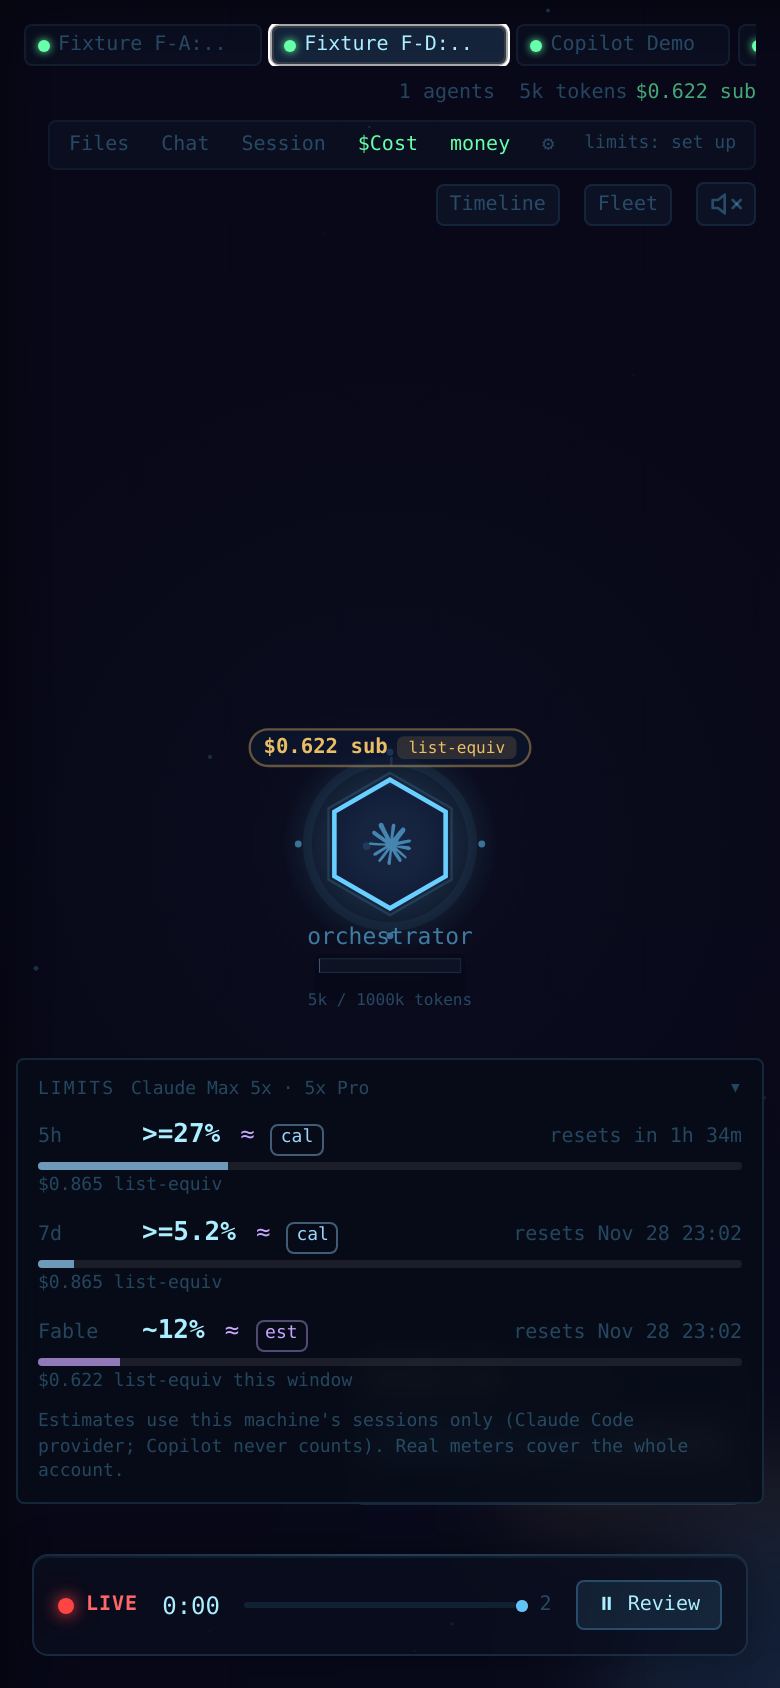 Fixture F-A:..
Fixture F-D:..
Copilot Demo
1 agents 5k tokens $0.622 sub
Files Chat Session $Cost money ⚙ limits: set up
Timeline Fleet
$0.622 sub list-equiv
orchestrator
5k / 1000k tokens
LIMITS Claude Max 5x · 5x Pro ▼
5h >=27% ≈ cal resets in 1h 34m
$0.865 list-equiv
7d >=5.2% ≈ cal resets Nov 28 23:02
$0.865 list-equiv
Fable ~12% ≈ est resets Nov 28 23:02
$0.622 list-equiv this window
Estimates use this machine's sessions only (Claude Code
provider; Copilot never counts). Real meters cover the whole
account.
LIVE 0:00 2 Review